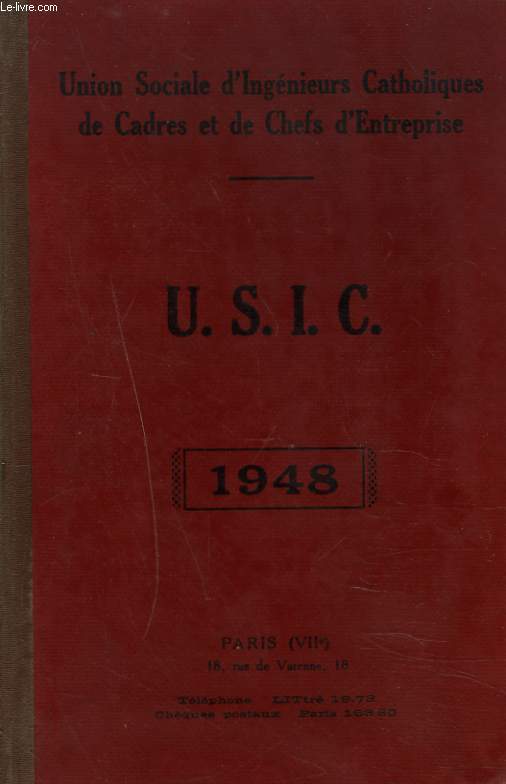 Le-livre.com
Union Sociale d'Ingénieurs Catholiques
de Cadres et de Chefs d'Entreprise
U. S. I. C.
1948
PARIS (VIIe)
18, rue de Varenne, 18
Téléphone LITtré 19.73
Chèques postaux Paris